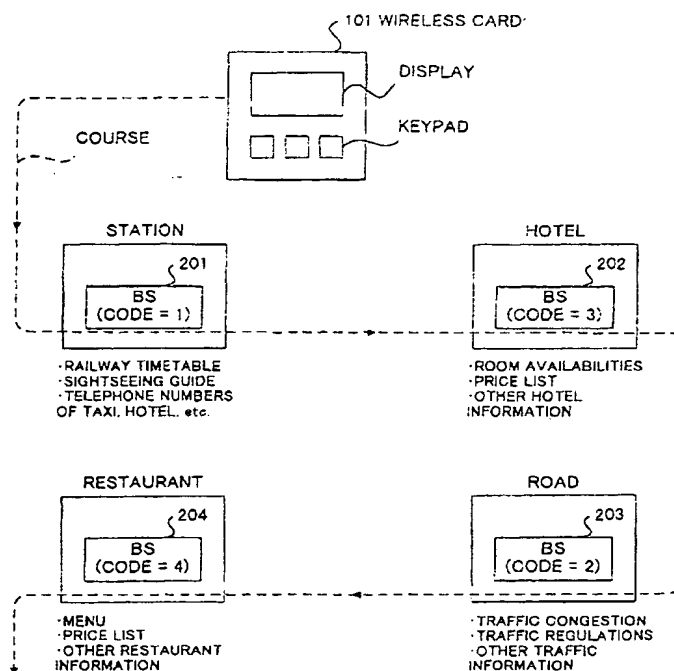 101 WIRELESS CARD
DISPLAY
KEYPAD
COURSE
STATION
201
BS
(CODE = 1)
·RAILWAY TIMETABLE
·SIGHTSEEING GUIDE
·TELEPHONE NUMBERS
OF TAXI, HOTEL, etc.
HOTEL
202
BS
(CODE = 3)
·ROOM AVAILABILITIES
·PRICE LIST
·OTHER HOTEL
INFORMATION
RESTAURANT
204
BS
(CODE = 4)
·MENU
·PRICE LIST
·OTHER RESTAURANT
INFORMATION
ROAD
203
BS
(CODE = 2)
·TRAFFIC CONGESTION
·TRAFFIC REGULATIONS
·OTHER TRAFFIC
INFORMATION